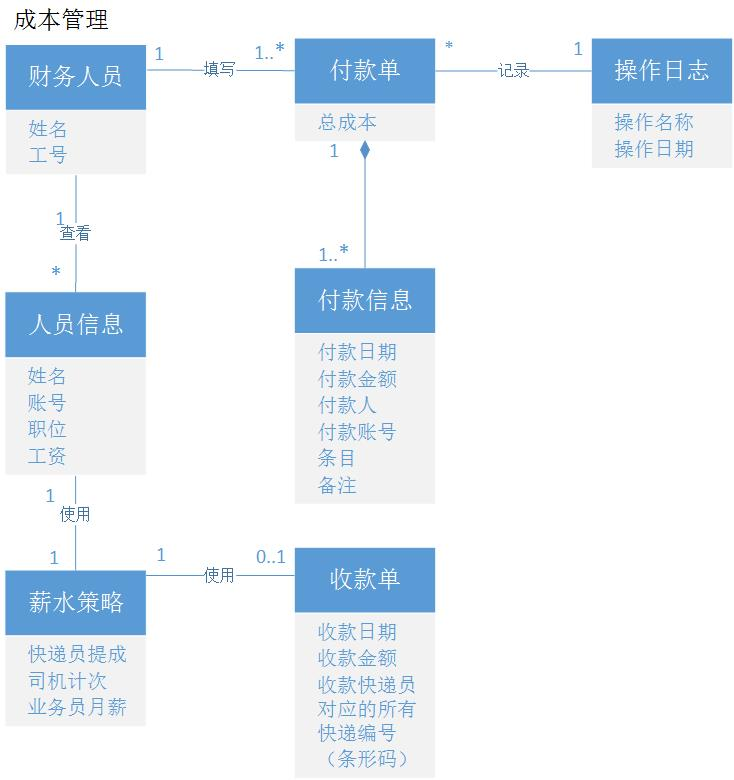 成本管理
财务人员
姓名
工号
1
填写
1..*
付款单
总成本
*
记录
1
操作日志
操作名称
操作日期
1
查看
*
1
1..*
人员信息
姓名
账号
职位
工资
付款信息
付款日期
付款金额
付款人
付款账号
条目
备注
1
使用
1
薪水策略
快递员提成
司机计次
业务员月薪
1
使用
0..1
收款单
收款日期
收款金额
收款快递员
对应的所有
快递编号
（条形码）